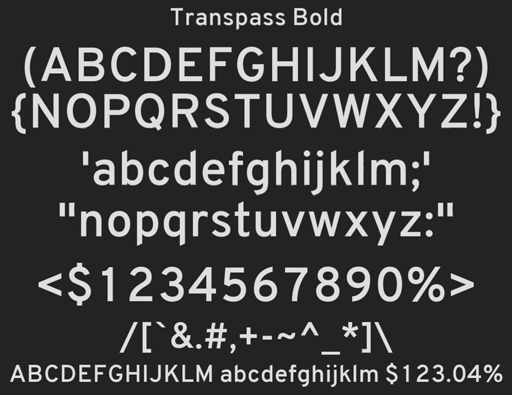 Transpass Bold
(ABCDEFGHIJKLM?)
{NOPQRSTUVWXYZ!}
'abcdefghijklm;'
"nopqrstuvwxyz:"
<$1234567890%>
/[`&.#,+-~^_*]\
ABCDEFGHIJKLM abcdefghijklm $123.04%